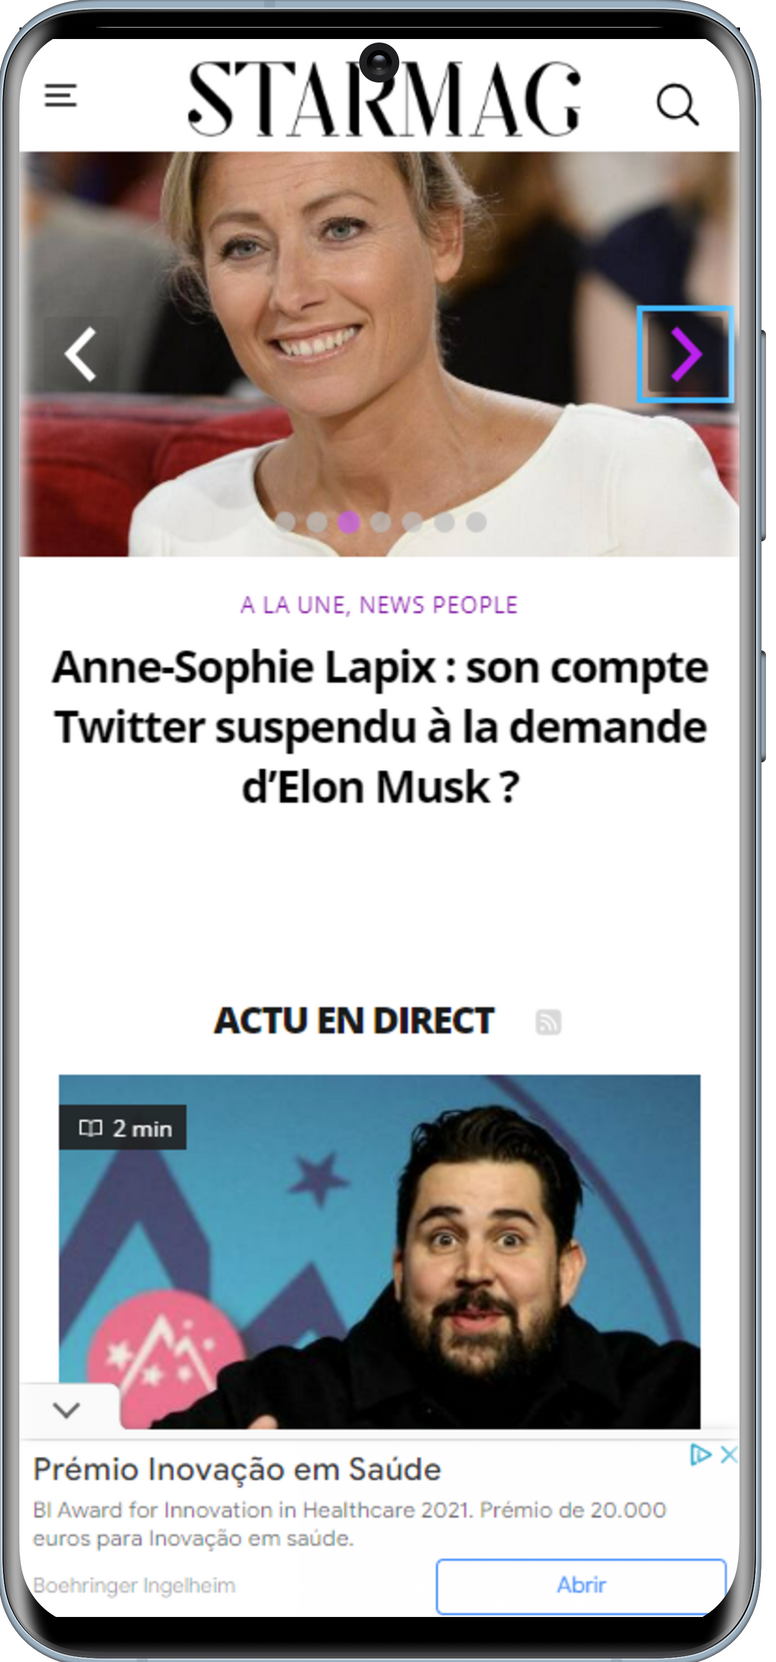 STARMAG
A LA UNE, NEWS PEOPLE
Anne-Sophie Lapix : son compte
Twitter suspendu à la demande
d’Elon Musk ?
ACTU EN DIRECT
2 min
Prémio Inovação em Saúde
BI Award for Innovation in Healthcare 2021. Prémio de 20.000
euros para Inovação em saúde.
Boehringer Ingelheim
Abrir